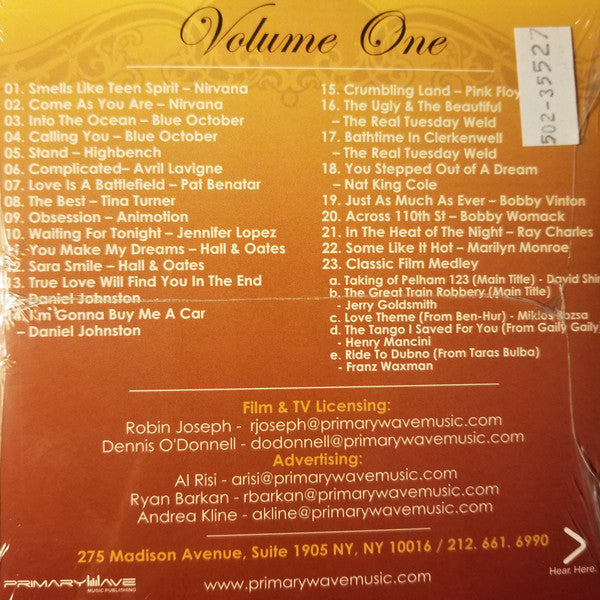 Volume One
01. Smells Like Teen Spirit – Nirvana
02. Come As You Are – Nirvana
03. Into The Ocean – Blue October
04. Calling You – Blue October
05. Stand – Highbench
06. Complicated– Avril Lavigne
07. Love Is A Battlefield – Pat Benatar
08. The Best – Tina Turner
09. Obsession – Animotion
10. Waiting For Tonight – Jennifer Lopez
11. You Make My Dreams – Hall & Oates
12. Sara Smile – Hall & Oates
13. True Love Will Find You In The End
– Daniel Johnston
14. I'm Gonna Buy Me A Car
– Daniel Johnston
15. Crumbling Land – Pink Floy
16. The Ugly & The Beautiful
– The Real Tuesday Weld
17. Bathtime In Clerkenwell
– The Real Tuesday Weld
18. You Stepped Out of A Dream
– Nat King Cole
19. Just As Much As Ever – Bobby Vinton
20. Across 110th St – Bobby Womack
21. In the Heat of The Night – Ray Charles
22. Some Like It Hot – Marilyn Monroe
23. Classic Film Medley
a. Taking of Pelham 123 (Main Title) - David Shir
b. The Great Train Robbery (Main Title)
- Jerry Goldsmith
c. Love Theme (From Ben-Hur) - Miklos Rozsa
d. The Tango I Saved For You (From Gaily Gaily)
- Henry Mancini
e. Ride To Dubno (From Taras Bulba)
- Franz Waxman
502-35527
Film & TV Licensing:
Robin Joseph - rjoseph@primarywavemusic.com
Dennis O'Donnell - dodonnell@primarywavemusic.com
Advertising:
Al Risi - arisi@primarywavemusic.com
Ryan Barkan - rbarkan@primarywavemusic.com
Andrea Kline - akline@primarywavemusic.com
275 Madison Avenue, Suite 1905 NY, NY 10016 / 212. 661. 6990
Hear. Here.
PRIMARY WAVE
MUSIC PUBLISHING
www.primarywavemusic.com